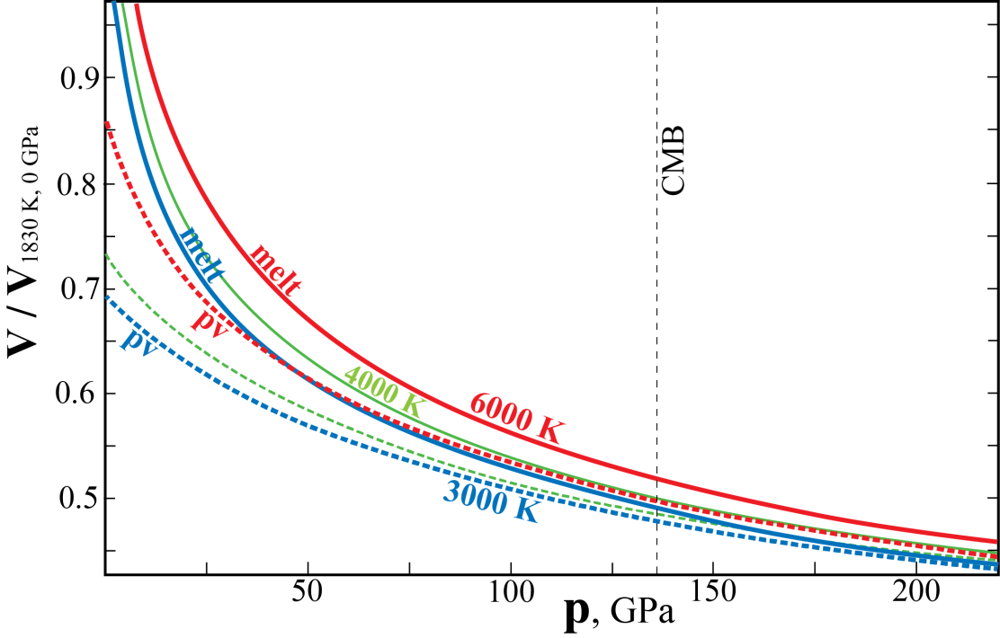 0.9
0.8
0.7
0.6
0.5
V / V1830 K, 0 GPa
CMB
melt
melt
pv
pv
4000 K
6000 K
3000 K
50
100
150
200
p, GPa